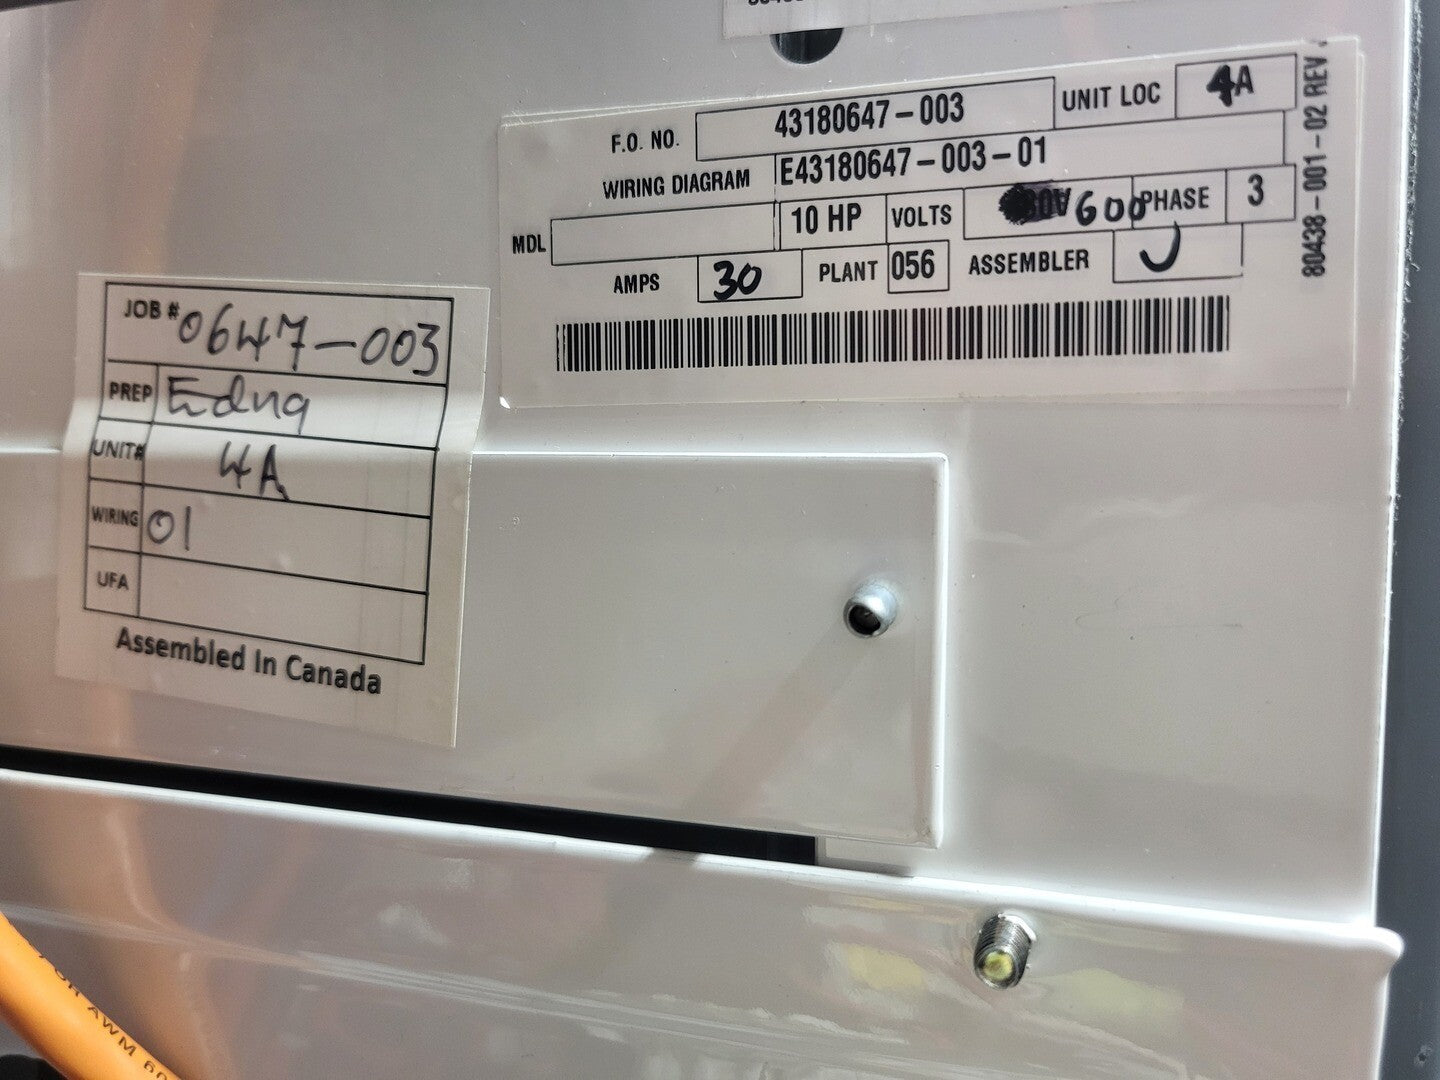 F.O. NO. 43180647-003 UNIT LOC 4A
WIRING DIAGRAM E43180647-003-01
MDL 10 HP VOLTS 600 PHASE 3
AMPS 30 PLANT 056 ASSEMBLER J
80438-001-02 REV
JOB # 0647-003
PREP Edna
UNIT# 4A
WIRING 01
UFA
Assembled In Canada
AWM